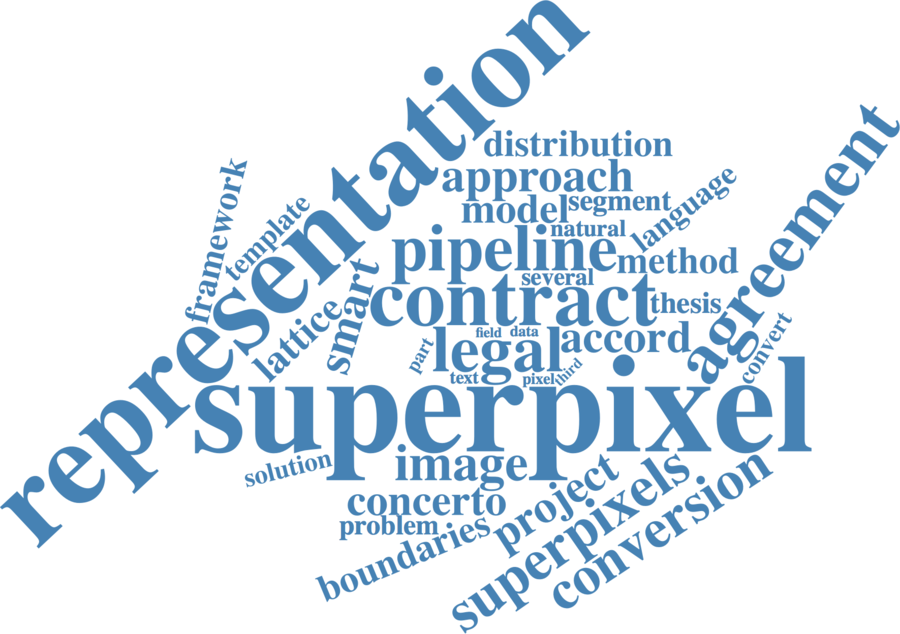 representation
distribution
approach
agreement
framework
template
model
segment
language
natural
pipeline
method
several
smart
contract
thesis
lattice
field
data
legal
accord
convert
part
text
pixel
third
superpixel
solution
image
concerto
project
superpixels
conversion
problem
boundaries